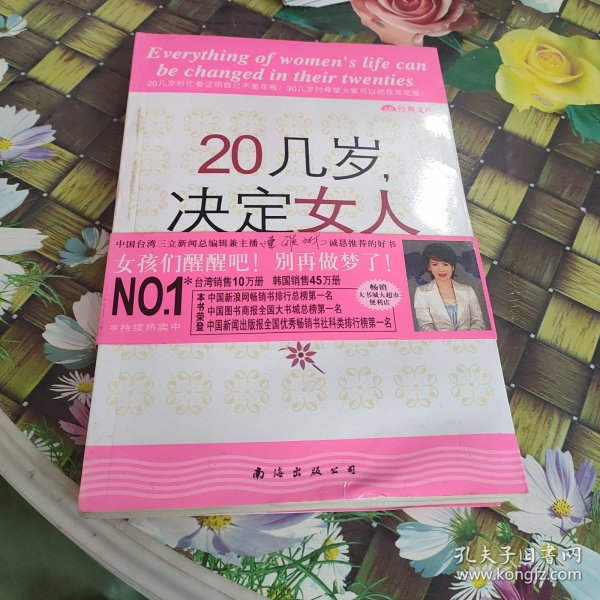 Everything of women's life can
be changed in their twenties
20几岁时忙着证明自己不是花瓶！30几岁时希望大家可以把我当花瓶！
经典文库
20几岁，
决定女人
中国台湾三立新闻总编辑兼主播 诚恳推荐的好书
女孩们醒醒吧！别再做梦了！
NO.1
*台湾销售10万册 韩国销售45万册
本书荣登
中国新浪网畅销书排行总榜第一名
中国图书商报全国大书城总榜第一名
中国新闻出版报全国优秀畅销书社科类排行榜第一名
*持续热卖中
畅销
大书城大超市
便利店
南海出版公司
孔夫子旧书网
www.kongfz.com